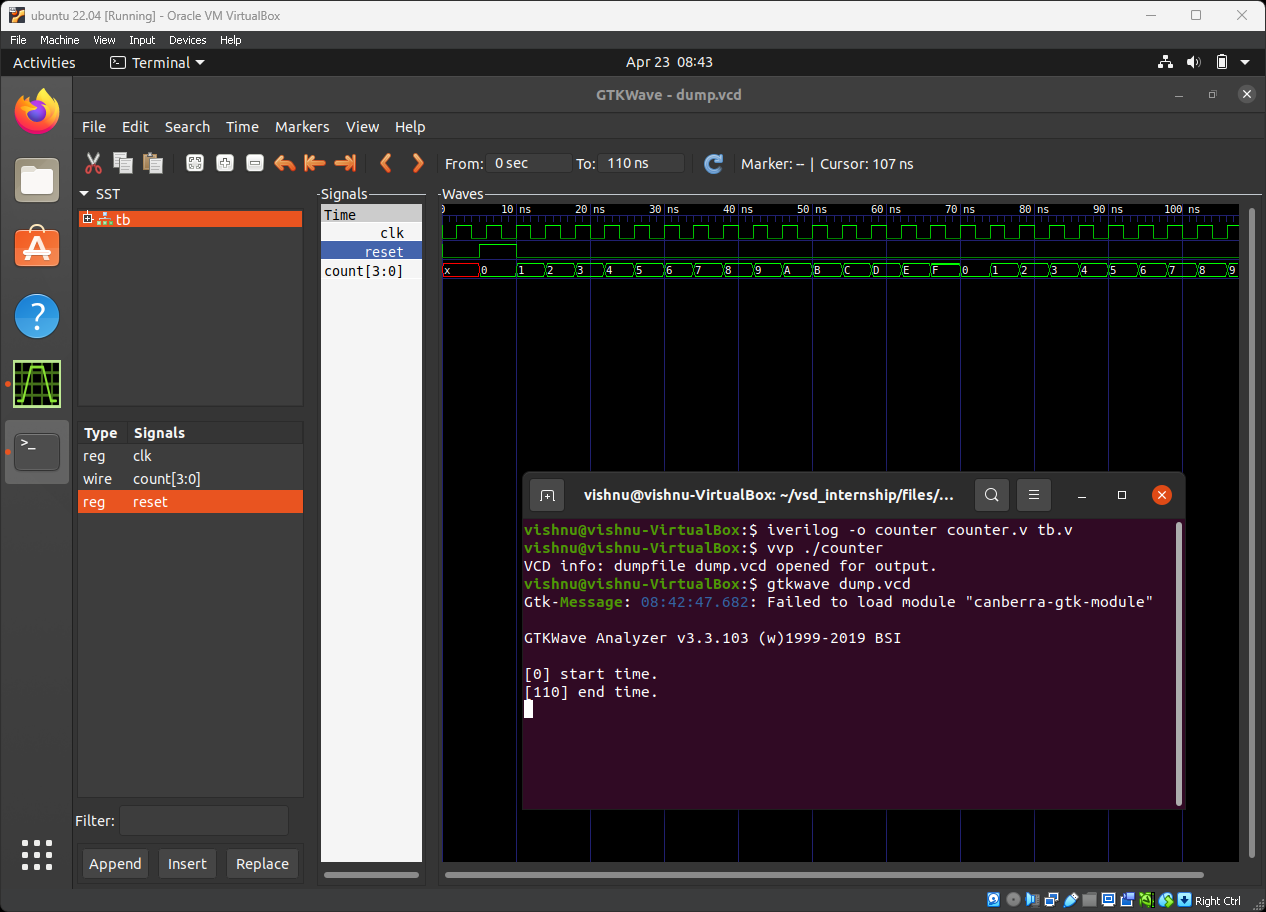 ubuntu 22.04 [Running] - Oracle VM VirtualBox
File Machine View Input Devices Help
Activities Terminal Apr 23 08:43
GTKWave - dump.vcd
File Edit Search Time Markers View Help
From: 0 sec To: 110 ns Marker: -- | Cursor: 107 ns
SST
tb
Type Signals
reg clk
wire count[3:0]
reg reset
Filter:
Append Insert Replace
Signals
Time
clk
reset
count[3:0]
Waves
0 10 ns 20 ns 30 ns 40 ns 50 ns 60 ns 70 ns 80 ns 90 ns 100 ns
x 0 1 2 3 4 5 6 7 8 9 A B C D E F 0 1 2 3 4 5 6 7 8 9
vishnu@vishnu-VirtualBox: ~/vsd_internship/files/...
vishnu@vishnu-VirtualBox:$ iverilog -o counter counter.v tb.v
vishnu@vishnu-VirtualBox:$ vvp ./counter
VCD info: dumpfile dump.vcd opened for output.
vishnu@vishnu-VirtualBox:$ gtkwave dump.vcd
Gtk-Message: 08:42:47.682: Failed to load module "canberra-gtk-module"
GTKWave Analyzer v3.3.103 (w)1999-2019 BSI
[0] start time.
[110] end time.
Right Ctrl